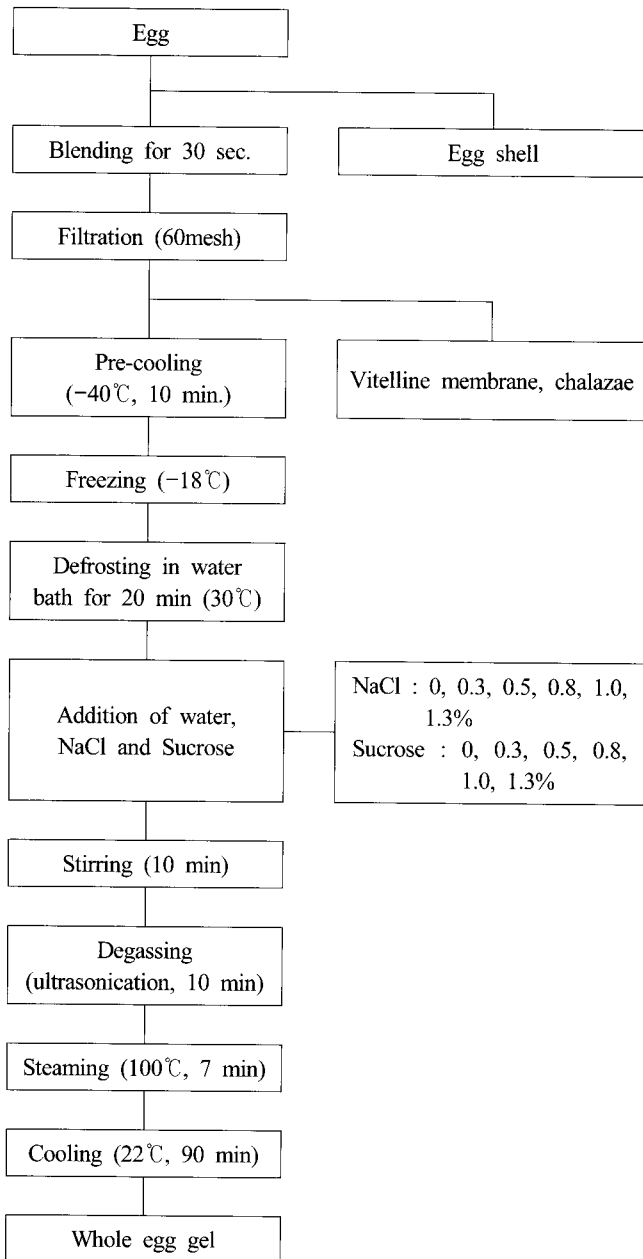 Egg
Blending for 30 sec.
Egg shell
Filtration (60mesh)
Pre-cooling
(−40℃, 10 min.)
Vitelline membrane, chalazae
Freezing (−18℃)
Defrosting in water
bath for 20 min (30℃)
Addition of water,
NaCl and Sucrose
NaCl : 0, 0.3, 0.5, 0.8, 1.0,
1.3%
Sucrose : 0, 0.3, 0.5, 0.8,
1.0, 1.3%
Stirring (10 min)
Degassing
(ultrasonication, 10 min)
Steaming (100℃, 7 min)
Cooling (22℃, 90 min)
Whole egg gel